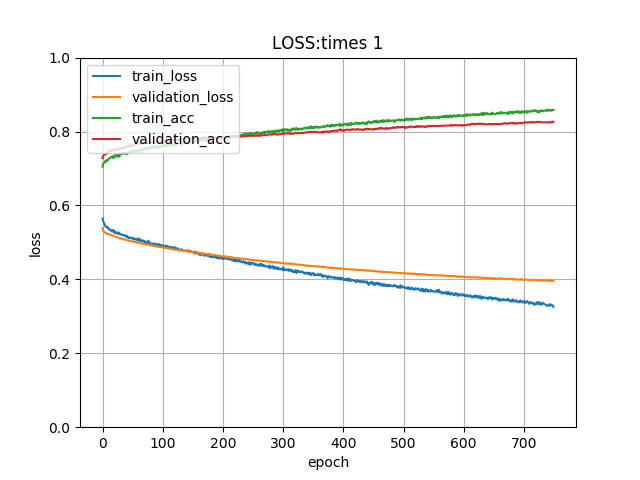 LOSS:times 1
1.0
0.8
0.6
0.4
0.2
0.0
train_loss
validation_loss
train_acc
validation_acc
loss
0 100 200 300 400 500 600 700
epoch